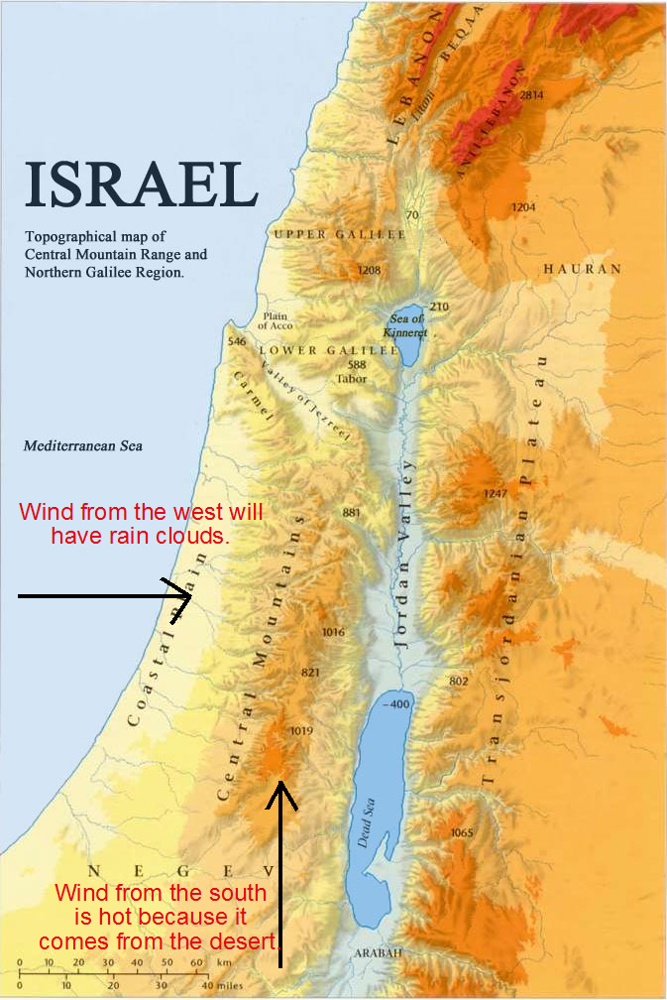 LEBANON
BEQAA
Litani
ANTI-LEBANON
2814
ISRAEL
Topographical map of
Central Mountain Range and
Northern Galilee Region.
1204
70
UPPER GALILEE
1208
HAURAN
210
Sea of
Kinneret
Plain
of Acco
546
LOWER GALILEE
588
Tabor
Carmel
Valley of Jezreel
Mediterranean Sea
1247
Wind from the west will
have rain clouds.
881
Jordan Valley
Transjordanian Plateau
Coastal Plain
Central Mountains
1016
821
802
-400
1019
Dead Sea
1065
NEGEV
Wind from the south
is hot because it
comes from the desert.
ARABAH
0 10 20 30 40 50 60 km
0 10 20 30 40 miles